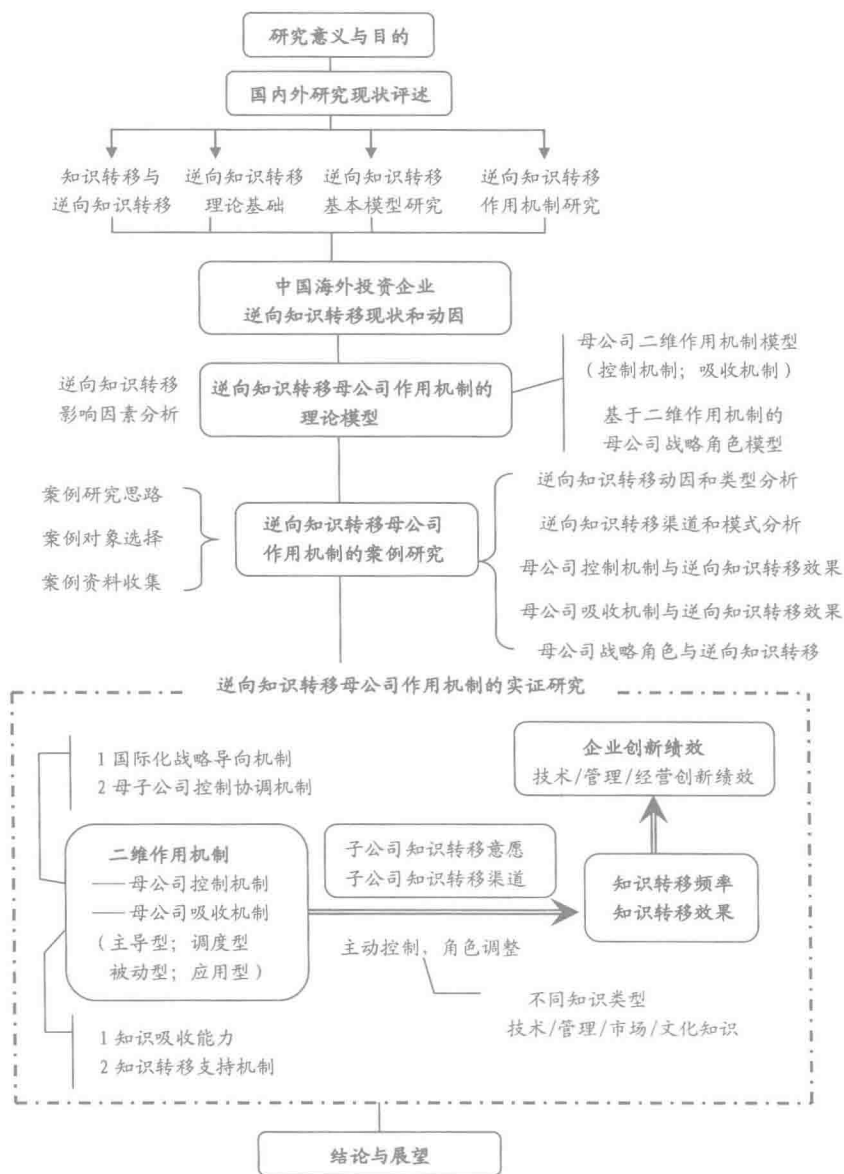 研究意义与目的
国内外研究现状评述
知识转移与
逆向知识转移
逆向知识转移
理论基础
逆向知识转移
基本模型研究
逆向知识转移
作用机制研究
中国海外投资企业
逆向知识转移现状和动因
逆向知识转移
影响因素分析
逆向知识转移母公司作用机制的
理论模型
母公司二维作用机制模型
（控制机制；吸收机制）
基于二维作用机制的
母公司战略角色模型
案例研究思路
案例对象选择
案例资料收集
逆向知识转移母公司
作用机制的案例研究
逆向知识转移动因和类型分析
逆向知识转移渠道和模式分析
母公司控制机制与逆向知识转移效果
母公司吸收机制与逆向知识转移效果
母公司战略角色与逆向知识转移
逆向知识转移母公司作用机制的实证研究
1 国际化战略导向机制
2 母子公司控制协调机制
企业创新绩效
技术/管理/经营创新绩效
二维作用机制
——母公司控制机制
——母公司吸收机制
（主导型；调度型
被动型；应用型）
子公司知识转移意愿
子公司知识转移渠道
知识转移频率
知识转移效果
主动控制、角色调整
不同知识类型
技术/管理/市场/文化知识
1 知识吸收能力
2 知识转移支持机制
结论与展望